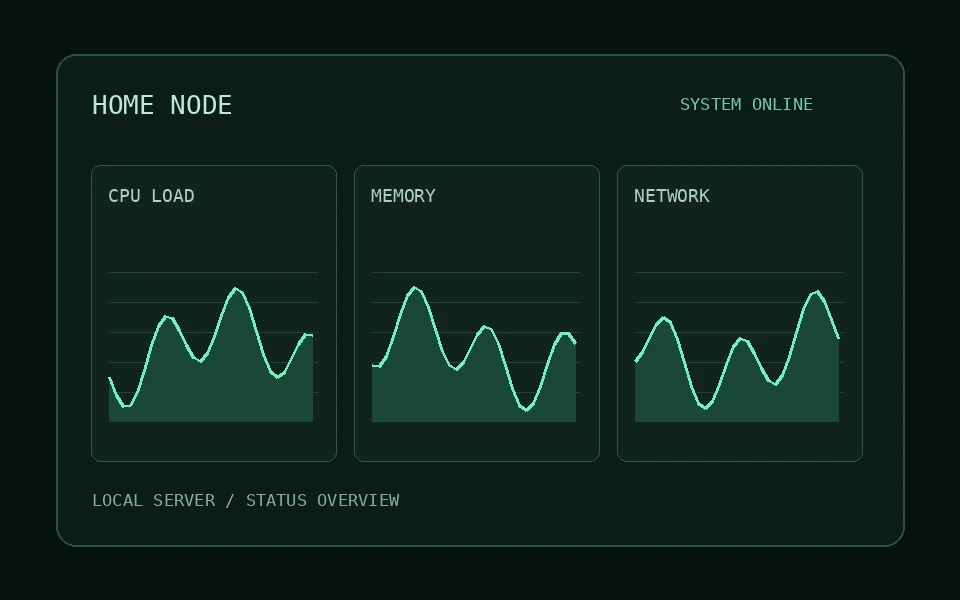 HOME NODE
SYSTEM ONLINE
CPU LOAD
MEMORY
NETWORK
LOCAL SERVER / STATUS OVERVIEW